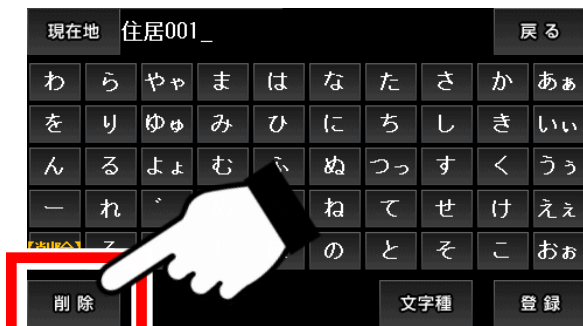 現在地 住居001_ 戻る
わ ら やゃ ま は な た さ か あぁ
を り ゆゅ み ひ に ち し き いぃ
ん る よょ む ふ ぬ つっ す く うぅ
ー れ ゛ ね て せ け えぇ
【削除】 の と そ こ おぉ
削除 文字種 登録